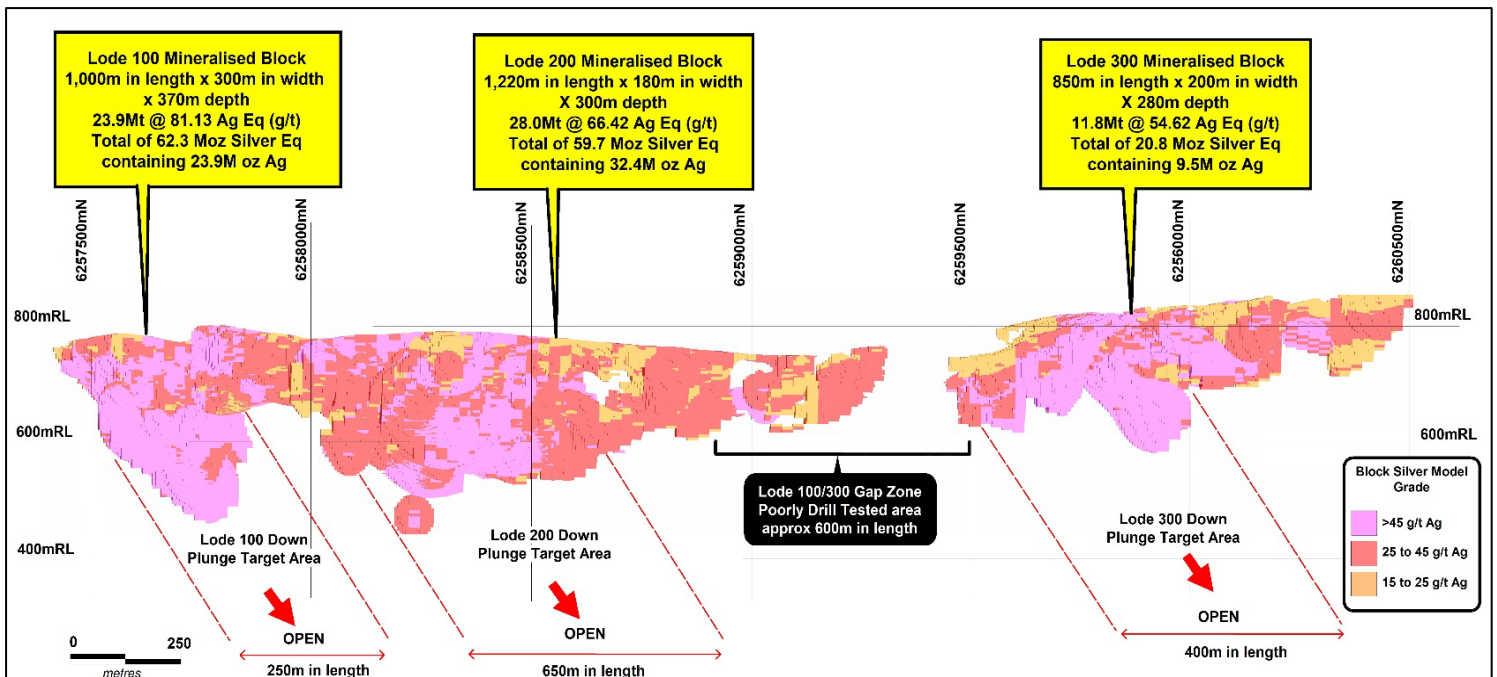 Lode 100 Mineralised Block
1,000m in length x 300m in width
x 370m depth
23.9Mt @ 81.13 Ag Eq (g/t)
Total of 62.3 Moz Silver Eq
containing 23.9M oz Ag
Lode 200 Mineralised Block
1,220m in length x 180m in width
X 300m depth
28.0Mt @ 66.42 Ag Eq (g/t)
Total of 59.7 Moz Silver Eq
containing 32.4M oz Ag
Lode 300 Mineralised Block
850m in length x 200m in width
X 280m depth
11.8Mt @ 54.62 Ag Eq (g/t)
Total of 20.8 Moz Silver Eq
containing 9.5M oz Ag
6257500mN
6258000mN
6258500mN
6259000mN
6259500mN
6256000mN
6260500mN
800mRL
800mRL
600mRL
600mRL
400mRL
Lode 100/300 Gap Zone
Poorly Drill Tested area
approx 600m in length
Block Silver Model
Grade
>45 g/t Ag
25 to 45 g/t Ag
15 to 25 g/t Ag
Lode 100 Down
Plunge Target Area
OPEN
250m in length
Lode 200 Down
Plunge Target Area
OPEN
650m in length
Lode 300 Down
Plunge Target Area
OPEN
400m in length
0 250
metres